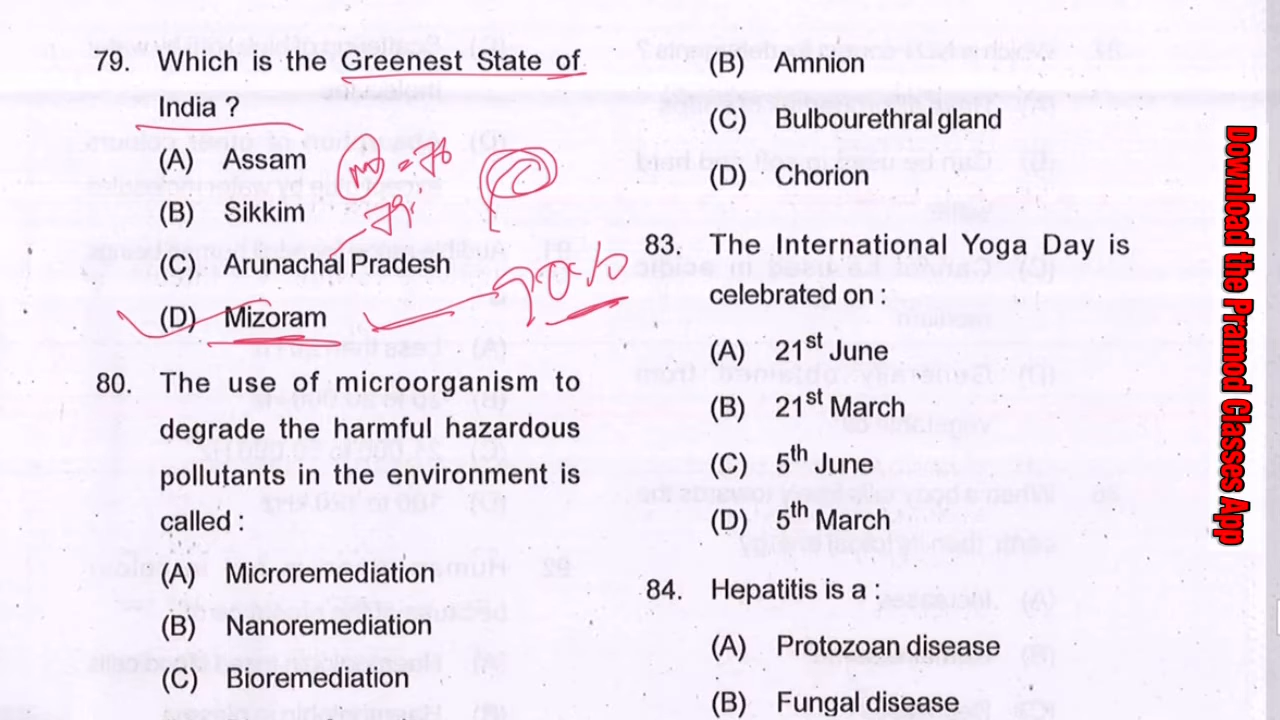 79. Which is the Greenest State of
India ?
(A) Assam
(B) Sikkim
(C) Arunachal Pradesh
(D) Mizoram
80. The use of microorganism to
degrade the harmful hazardous
pollutants in the environment is
called :
(A) Microremediation
(B) Nanoremediation
(C) Bioremediation
(B) Amnion
(C) Bulbourethral gland
(D) Chorion
83. The International Yoga Day is
celebrated on :
(A) 21st June
(B) 21st March
(C) 5th June
(D) 5th March
84. Hepatitis is a :
(A) Protozoan disease
(B) Fungal disease
Download the Pramod Classes App